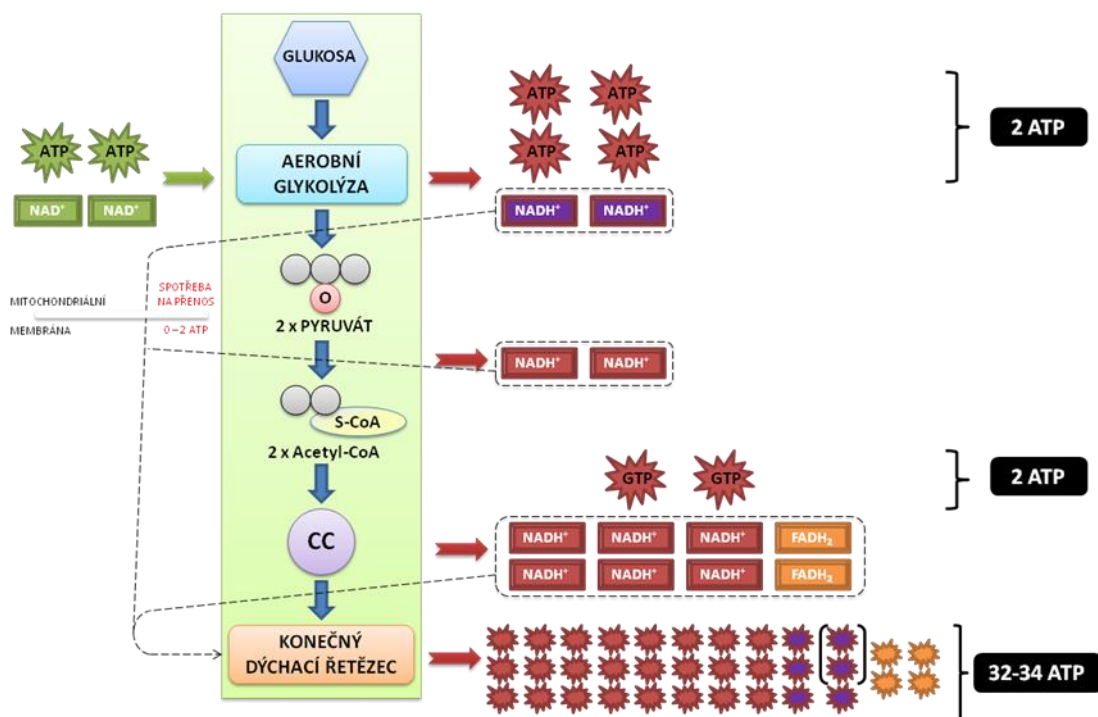 GLUKOSA
ATP ATP
ATP ATP
2 ATP
ATP ATP
AEROBNÍ
GLYKOLÝZA
NAD⁺ NAD⁺
NADH⁺ NADH⁺
SPOTŘEBA
NA PŘENOS
MITOCHONDRIÁLNÍ
MEMBRÁNA
0–2 ATP
O
2 x PYRUVÁT
NADH⁺ NADH⁺
S-CoA
2 x Acetyl-CoA
GTP GTP
2 ATP
CC
NADH⁺ NADH⁺ NADH⁺ FADH₂
NADH⁺ NADH⁺ NADH⁺ FADH₂
KONEČNÝ
DÝCHACÍ ŘETĚZEC
32-34 ATP